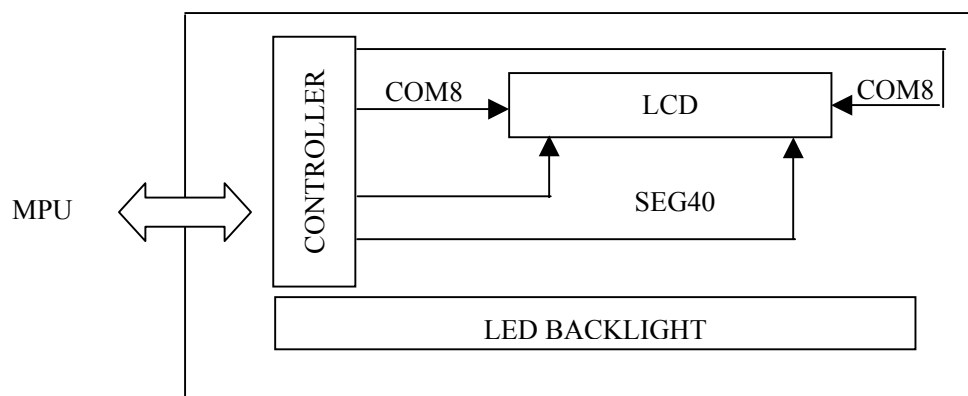 COM8
LCD
COM8
CONTROLLER
MPU
SEG40
LED BACKLIGHT